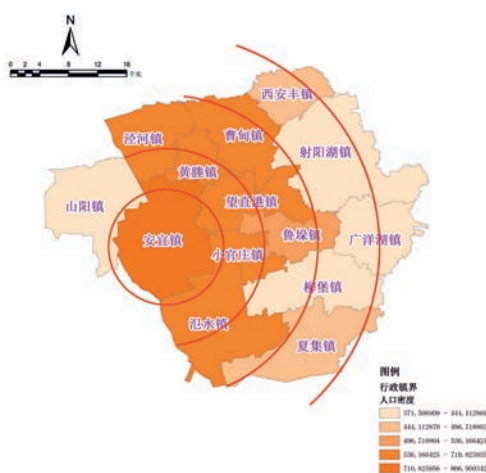 N
0 2 4 8 12 16
千米
西安丰镇
泾河镇
曹甸镇
射阳湖镇
黄塍镇
山阳镇
望直港镇
安宜镇
鲁垛镇
广洋湖镇
小官庄镇
柳堡镇
氾水镇
夏集镇
图例
行政镇界
人口密度